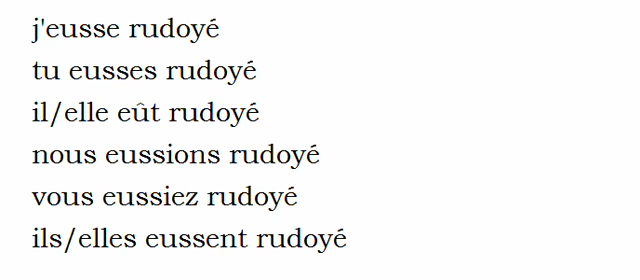 j'eusse rudoyé
tu eusses rudoyé
il/elle eût rudoyé
nous eussions rudoyé
vous eussiez rudoyé
ils/elles eussent rudoyé